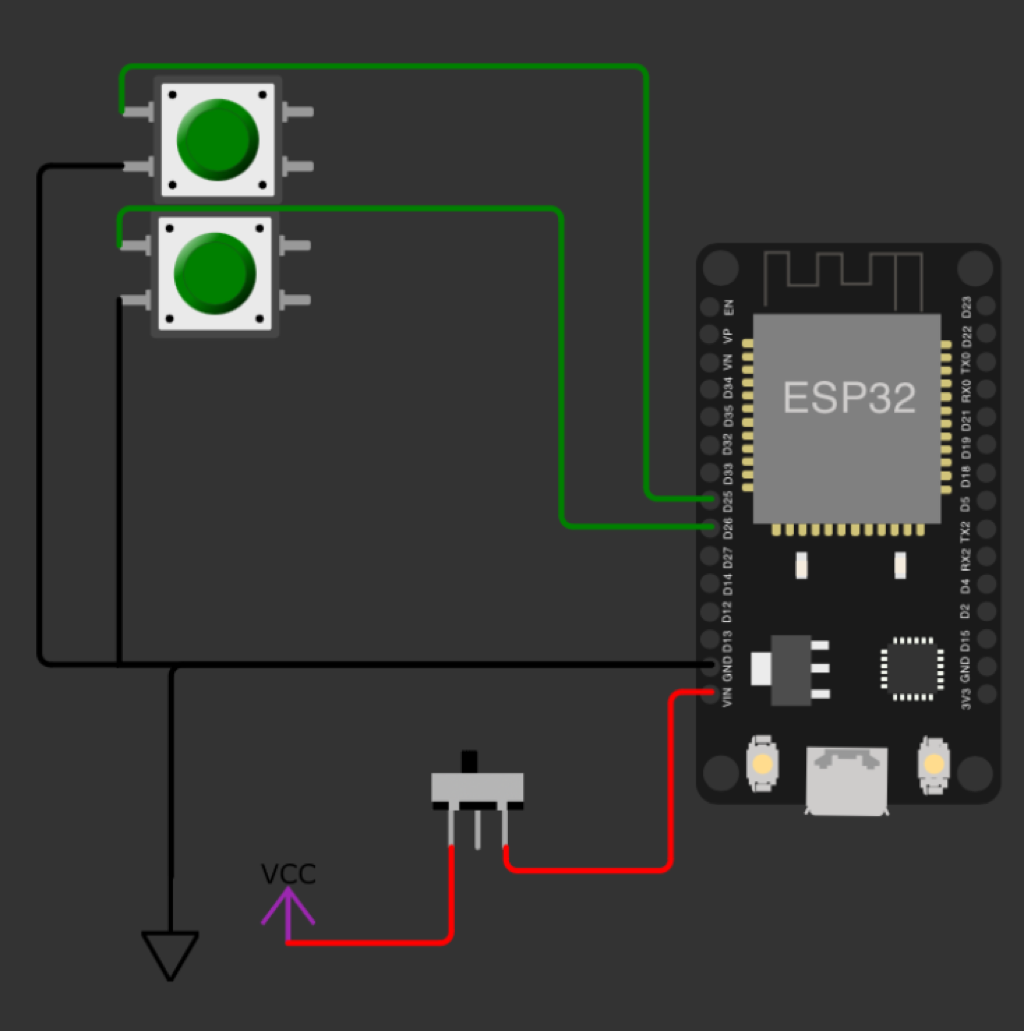 ESP32
EN
VP
VN
D34
D35
D32
D33
D25
D26
D27
D14
D12
D13
GND
VIN
D23
D22
TX0
RX0
D21
D19
D18
D5
TX2
RX2
D4
D2
D15
GND
3V3
VCC